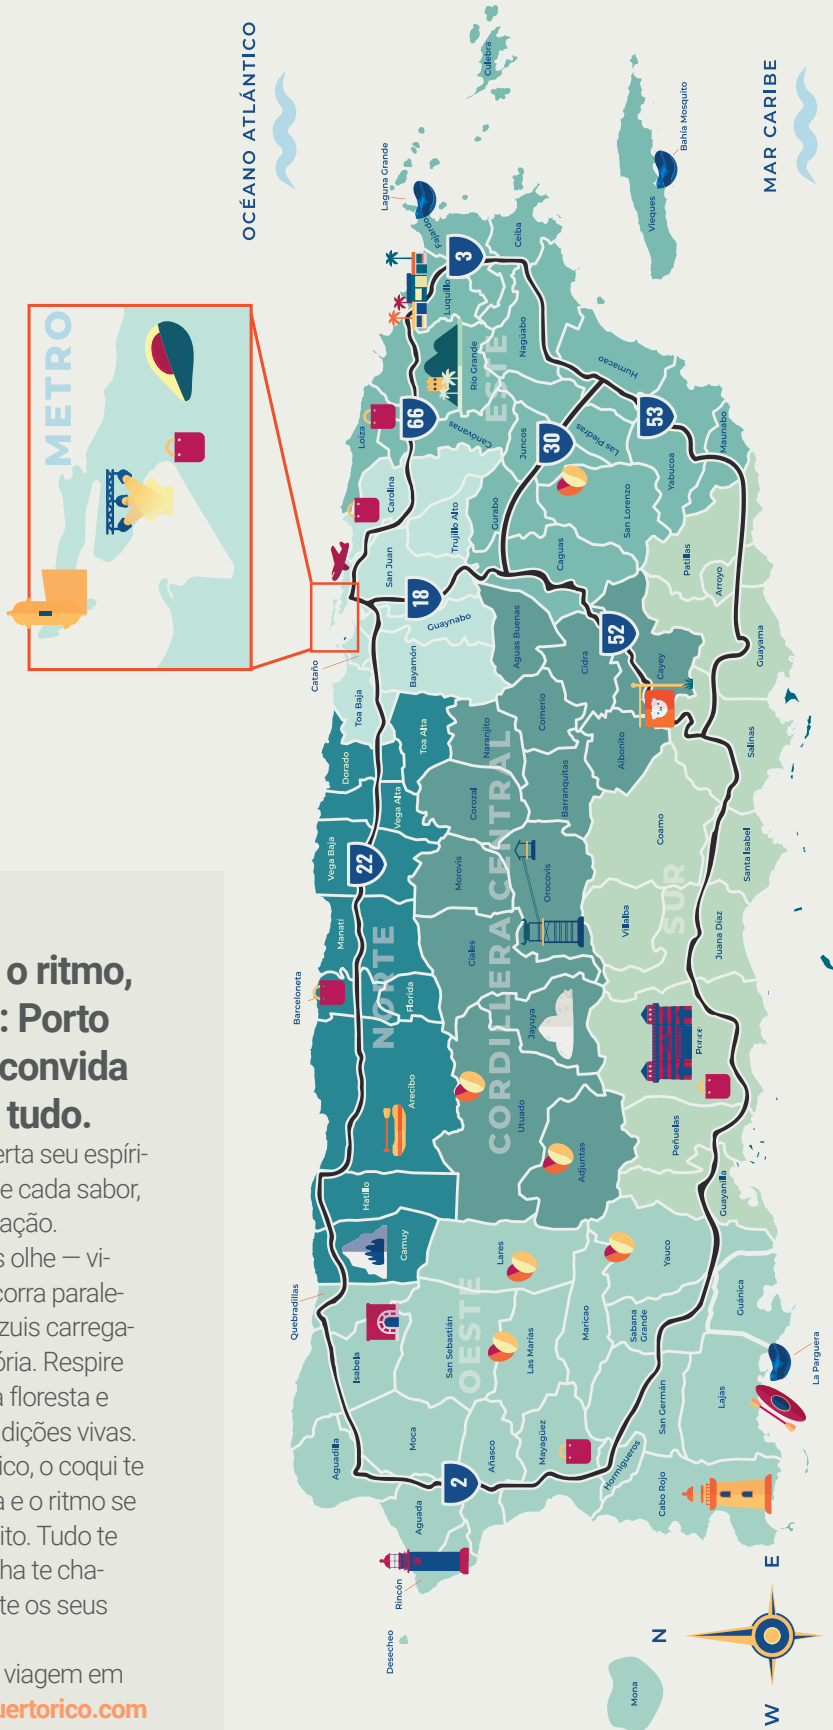 OCÉANO ATLÁNTICO
MAR CARIBE
METRO
Culebra
Bahía Mosquito
Vieques
Laguna Grande
Fajardo
Ceiba
3
Luquillo
Río Grande
ESTE
Naguabo
Humacao
Loíza
66
Canóvanas
Juncos
30
Las Piedras
53
Maunabo
Yabucoa
Carolina
Trujillo Alto
Gurabo
San Lorenzo
San Juan
Caguas
Patillas
Arroyo
18
Guaynabo
Aguas Buenas
52
Cidra
Cayey
Guayama
Cataño
Bayamón
Toa Baja
Toa Alta
Naranjito
Comerío
Aibonito
Salinas
Dorado
Vega Alta
Corozal
Barranquitas
Coamo
Vega Baja
22
Morovis
Orocovis
Santa Isabel
Manatí
NORTE
Ciales
CORDILLERA CENTRAL
Villalba
SUR
Juana Díaz
Barceloneta
Florida
Jayuya
Ponce
Arecibo
Utuado
Adjuntas
Peñuelas
Hatillo
Guayanilla
Camuy
Lares
Yauco
Quebradillas
OESTE
Guánica
Isabela
San Sebastián
Las Marías
Maricao
Sabana
Grande
La Parguera
Moca
Aguadilla
Añasco
Mayagüez
San Germán
Lajas
2
Hormigueros
Cabo Rojo
Aguada
Rincón
Desecheo
Mona
N
E
W
o ritmo,
: Porto
convida
tudo.
erta seu espíri-
e cada sabor,
ação.
s olhe — vi-
corra parale-
zuis carrega-
ória. Respire
a floresta e
dições vivas.
ico, o coqui te
a e o ritmo se
ito. Tudo te
ha te cha-
te os seus
viagem em
uertorico.com